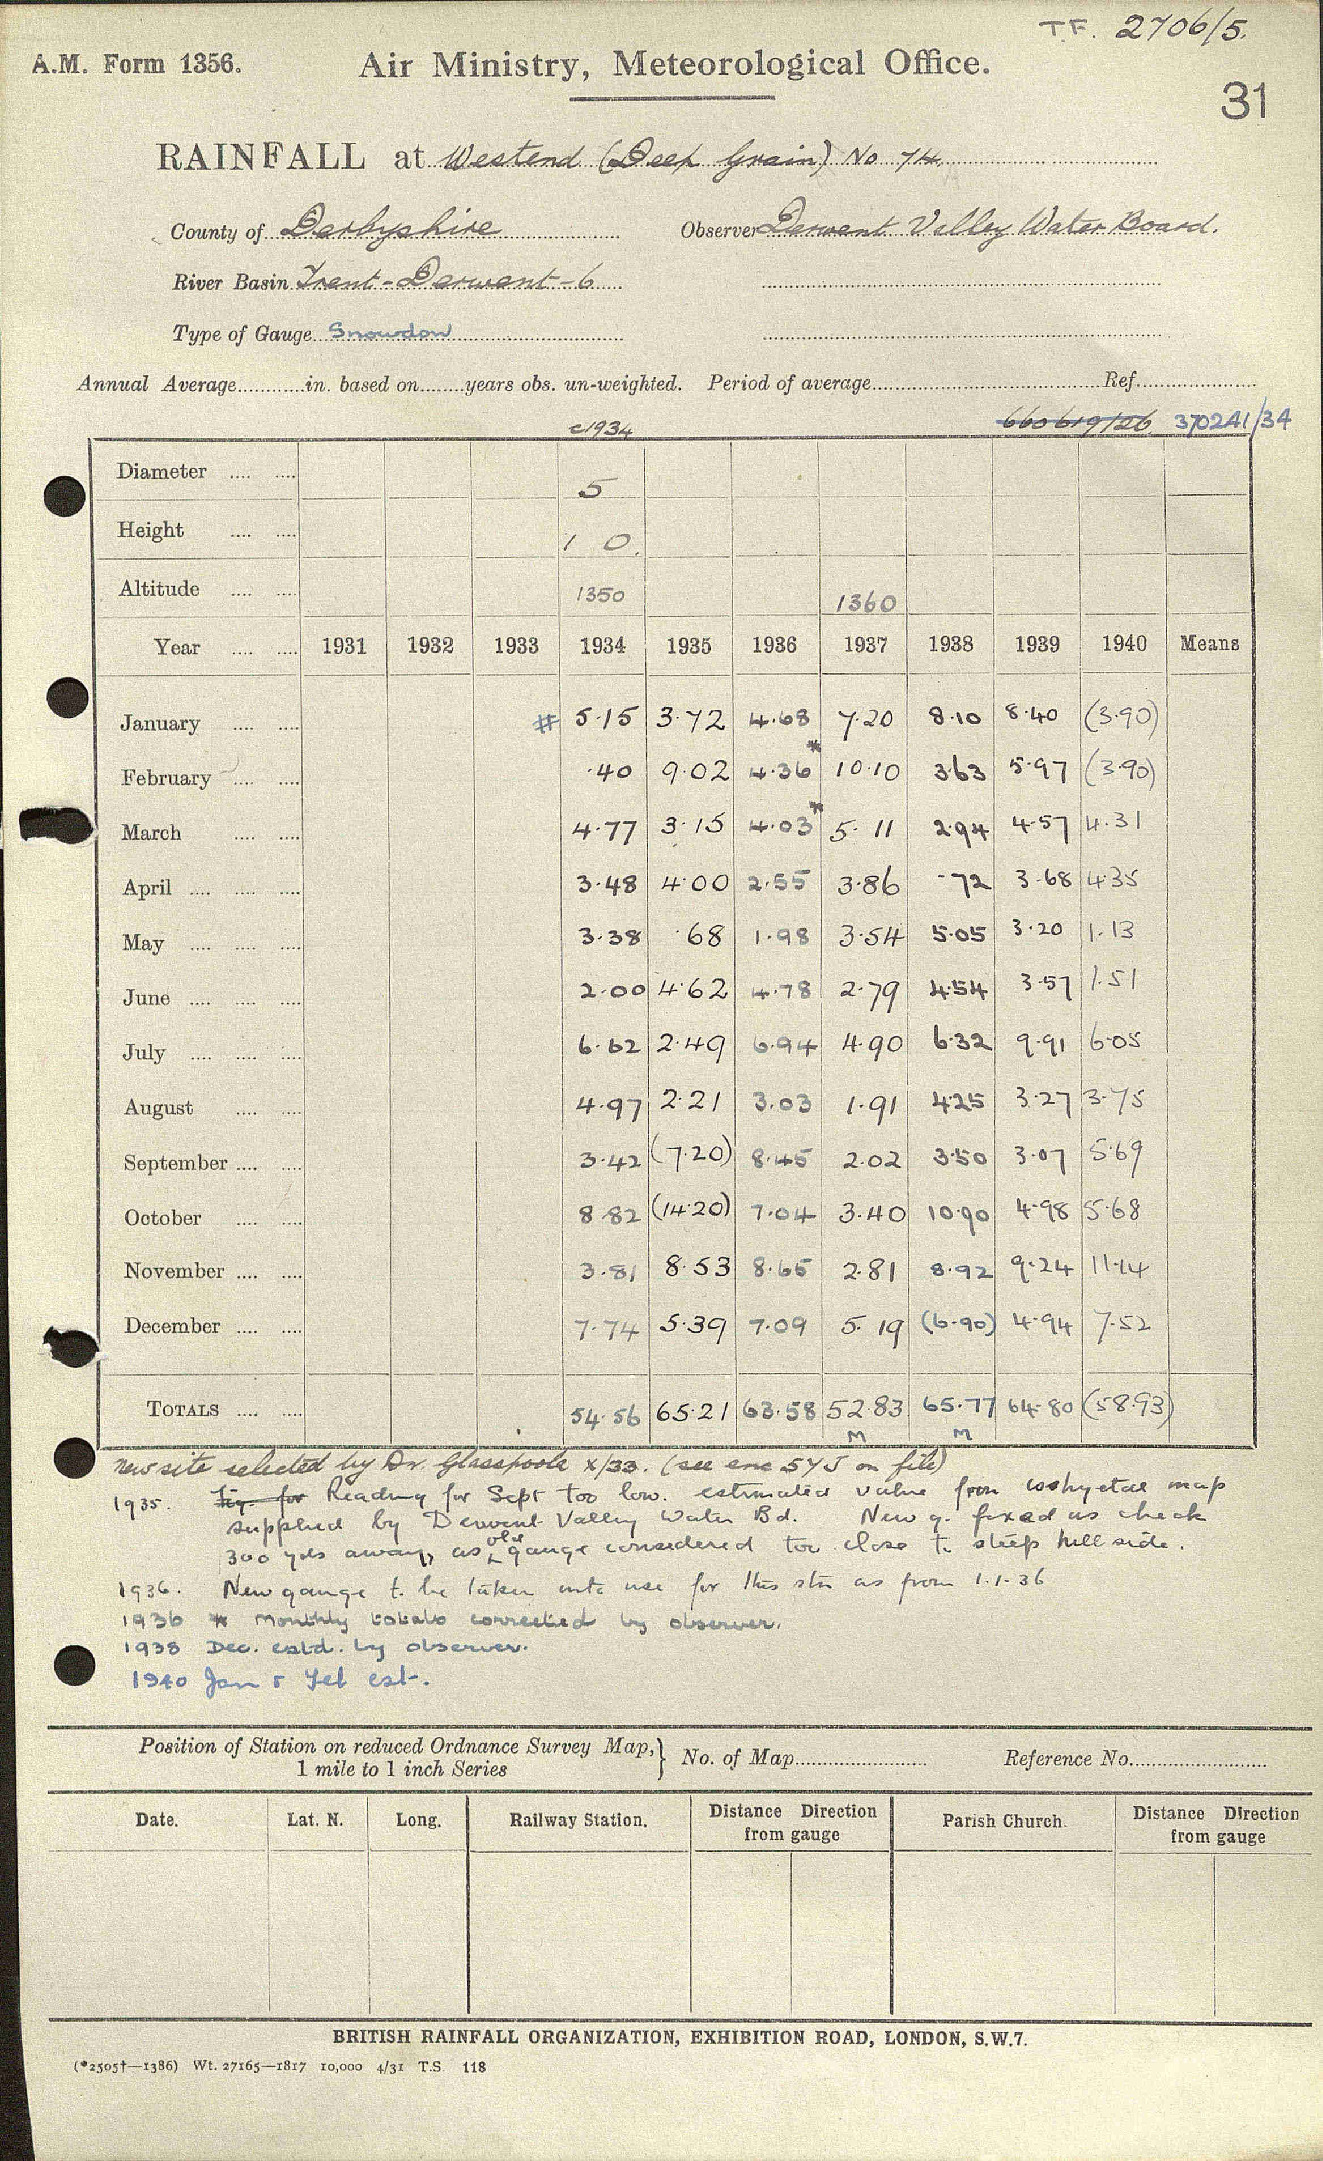 T.F. 2706/5.
A.M. Form 1356. Air Ministry, Meteorological Office.
31
RAINFALL at Westend (Deep Grain) No 14
County of Derbyshire Observer Derwent Valley Water Board.
River Basin Trent - Derwent - 6
Type of Gauge Snowdon
Annual Average in. based on years obs. un-weighted. Period of average Ref.
c1934 660619/26 370241/34
Diameter 5
Height 1 0.
Altitude 1350 1360
Year 1931 1932 1933 1934 1935 1936 1937 1938 1939 1940 Means
January # 5.15 3.72 4.68 7.20 8.10 8.40 (3.90)
February .40 9.02 4.36* 10.10 3.63 5.97 (3.90)
March 4.77 3.15 4.03* 5.11 2.94 4.57 4.31
April 3.48 4.00 2.55 3.86 .72 3.68 4.35
May 3.38 .68 1.98 3.54 5.05 3.20 1.13
June 2.00 4.62 4.78 2.79 4.54 3.57 1.51
July 6.62 2.49 6.94 4.90 6.32 9.91 6.05
August 4.97 2.21 3.03 1.91 4.25 3.27 3.75
September 3.42 (7.20) 8.45 2.02 3.50 3.07 5.69
October 8.82 (14.20) 7.04 3.40 10.90 4.98 5.68
November 3.81 8.53 8.65 2.81 8.92 9.24 11.14
December 7.74 5.39 7.09 5.19 (6.90) 4.94 7.52
TOTALS 54.56 65.21 63.58 52.83 65.77 64.80 (58.93)
M M
New site selected by Dr. Glasspoole X/33. (see enc 57J on file)
1935. Fig. for Reading for Sept too low. estimated value from isohyetal map
supplied by Derwent Valley Water Bd. New g. fixed as check
300 yds away, as old gauge considered too close to steep hill side.
1936. New gauge to be taken into use for this stn as from 1.1.36
1936 * Monthly totals corrected by observer.
1938 Dec. estd. by observer.
1940 Jan & Feb est.
Position of Station on reduced Ordnance Survey Map, } No. of Map Reference No.
1 mile to 1 inch Series
Date. Lat. N. Long. Railway Station. Distance Direction from gauge Parish Church. Distance Direction from gauge
BRITISH RAINFALL ORGANIZATION, EXHIBITION ROAD, LONDON, S.W.7.
(*2505†—1386) Wt. 27165—1817 10,000 4/31 T.S. 118